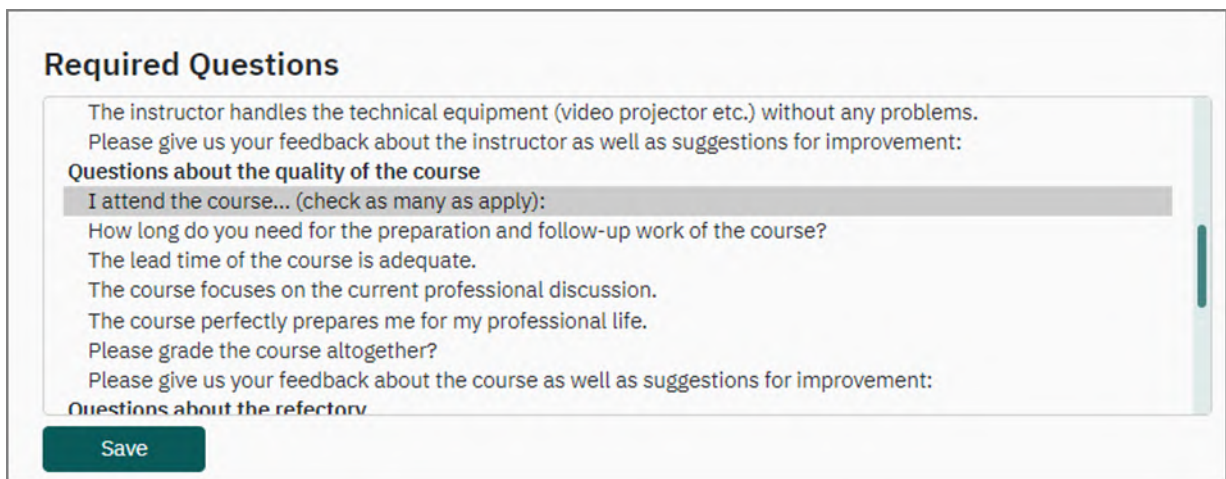 Required Questions
The instructor handles the technical equipment (video projector etc.) without any problems.
Please give us your feedback about the instructor as well as suggestions for improvement:
Questions about the quality of the course
I attend the course... (check as many as apply):
How long do you need for the preparation and follow-up work of the course?
The lead time of the course is adequate.
The course focuses on the current professional discussion.
The course perfectly prepares me for my professional life.
Please grade the course altogether?
Please give us your feedback about the course as well as suggestions for improvement:
Questions about the refectory
Save